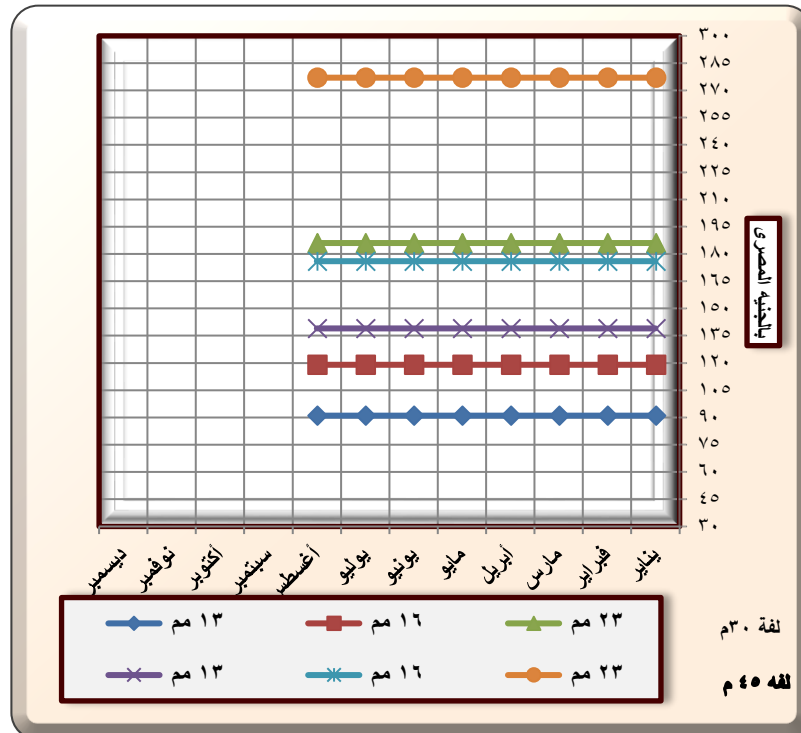 ٣٠٠
٢٨٥
٢٧٠
٢٥٥
٢٤٠
٢٢٥
٢١٠
١٩٥
١٨٠
١٦٥
١٥٠
١٣٥
١٢٠
١٠٥
٩٠
٧٥
٦٠
٤٥
٣٠
بالجنيه المصرى
يناير
فبراير
مارس
أبريل
مايو
يونيو
يوليو
أغسطس
سبتمبر
أكتوبر
نوفمبر
ديسمبر
لفة ٣٠م ٢٣ مم ١٦ مم ١٣ مم
لفه ٤٥ م ٢٣ مم ١٦ مم ١٣ مم